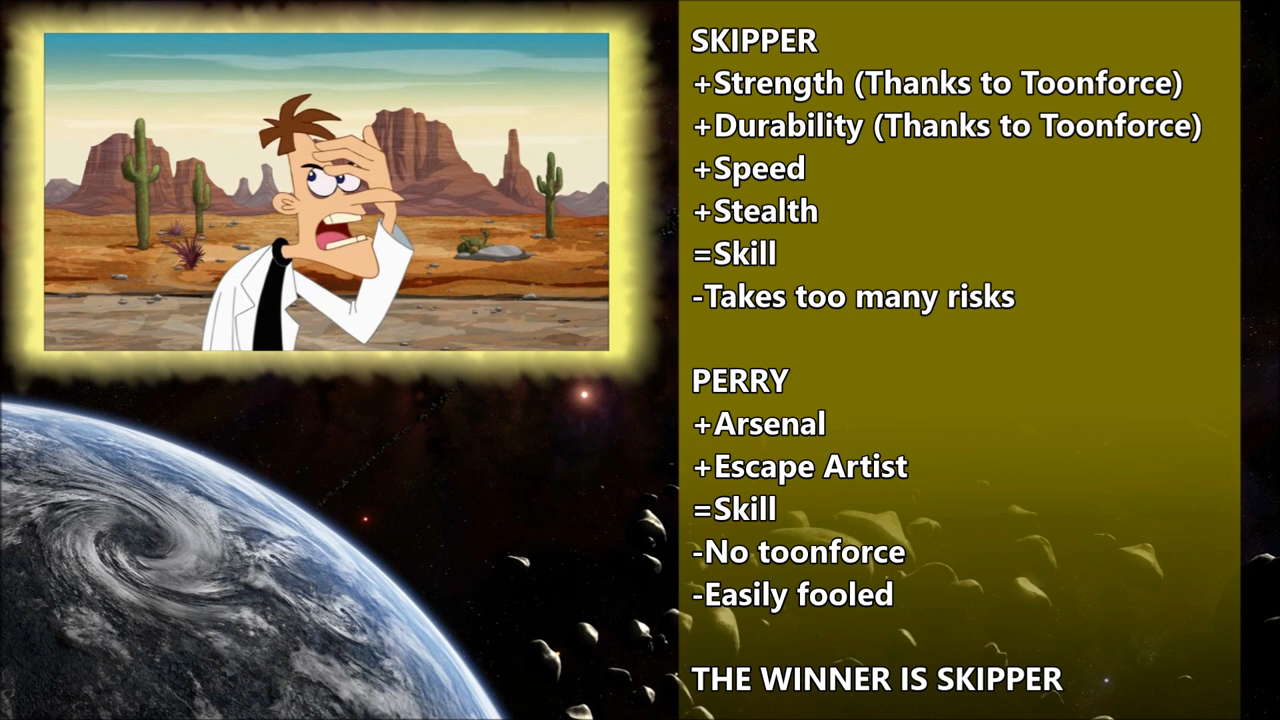 SKIPPER
+Strength (Thanks to Toonforce)
+Durability (Thanks to Toonforce)
+Speed
+Stealth
=Skill
-Takes too many risks
PERRY
+Arsenal
+Escape Artist
=Skill
-No toonforce
-Easily fooled
THE WINNER IS SKIPPER